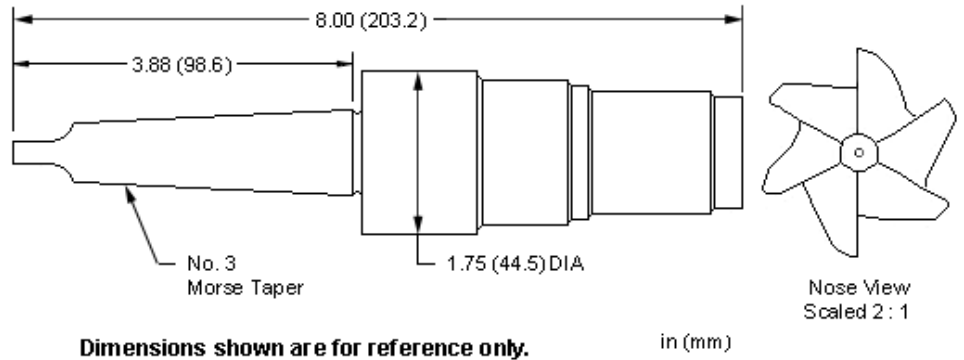 8.00 (203.2)
3.88 (98.6)
No. 3
Morse Taper
1.75 (44.5) DIA
Nose View
Scaled 2 : 1
Dimensions shown are for reference only.
in (mm)